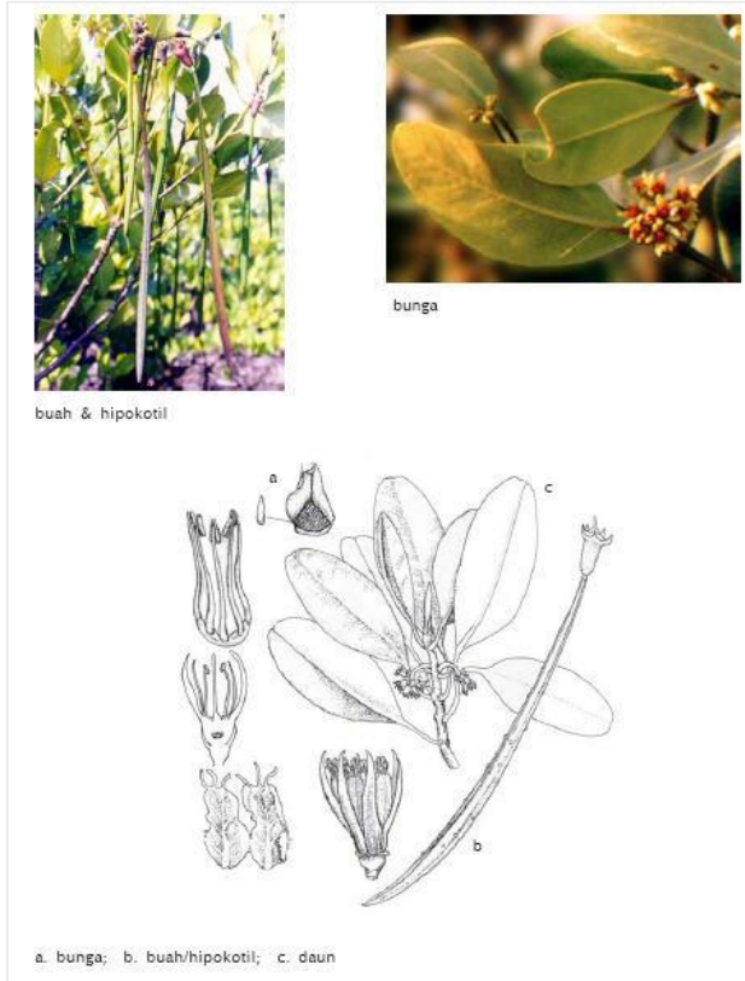 bunga
buah & hipokotil
a
c
b
a. bunga; b. buah/hipokotil; c. daun